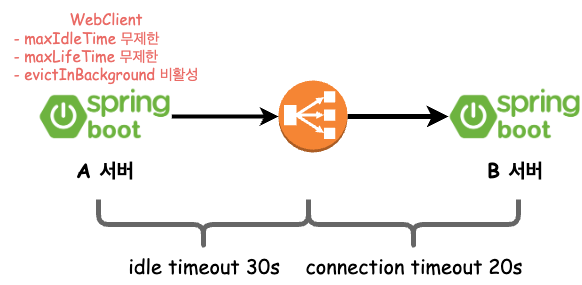 WebClient
- maxIdleTime 무제한
- maxLifeTime 무제한
- evictInBackground 비활성
spring
boot
spring
boot
A 서버
B 서버
idle timeout 30s
connection timeout 20s